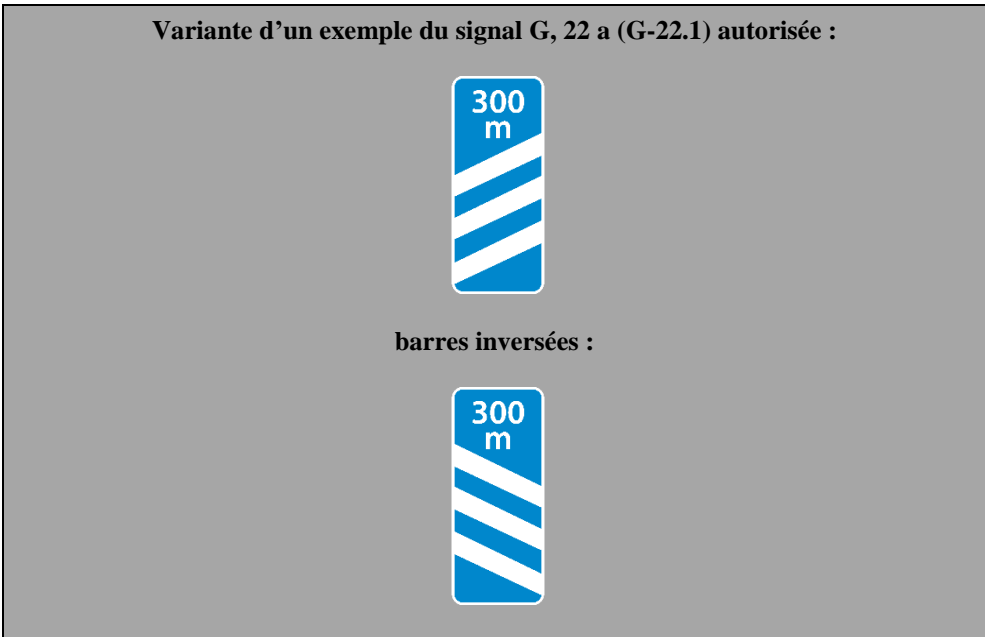 Variante d’un exemple du signal G, 22 a (G-22.1) autorisée :
300
m
barres inversées :
300
m